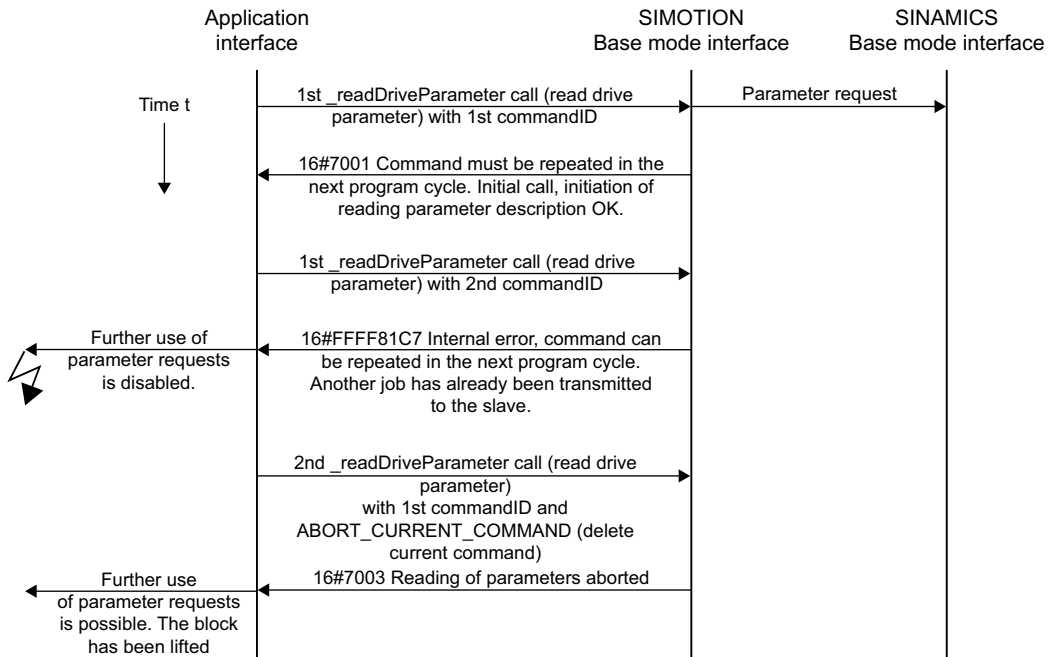 Application
interface
SIMOTION
Base mode interface
SINAMICS
Base mode interface
Time t
1st _readDriveParameter call (read drive
parameter) with 1st commandID
Parameter request
16#7001 Command must be repeated in the
next program cycle. Initial call, initiation of
reading parameter description OK.
1st _readDriveParameter call (read drive
parameter) with 2nd commandID
Further use of
parameter requests
is disabled.
16#FFFF81C7 Internal error, command can
be repeated in the next program cycle.
Another job has already been transmitted
to the slave.
2nd _readDriveParameter call (read drive
parameter)
with 1st commandID and
ABORT_CURRENT_COMMAND (delete
current command)
16#7003 Reading of parameters aborted
Further use
of parameter requests
is possible. The block
has been lifted